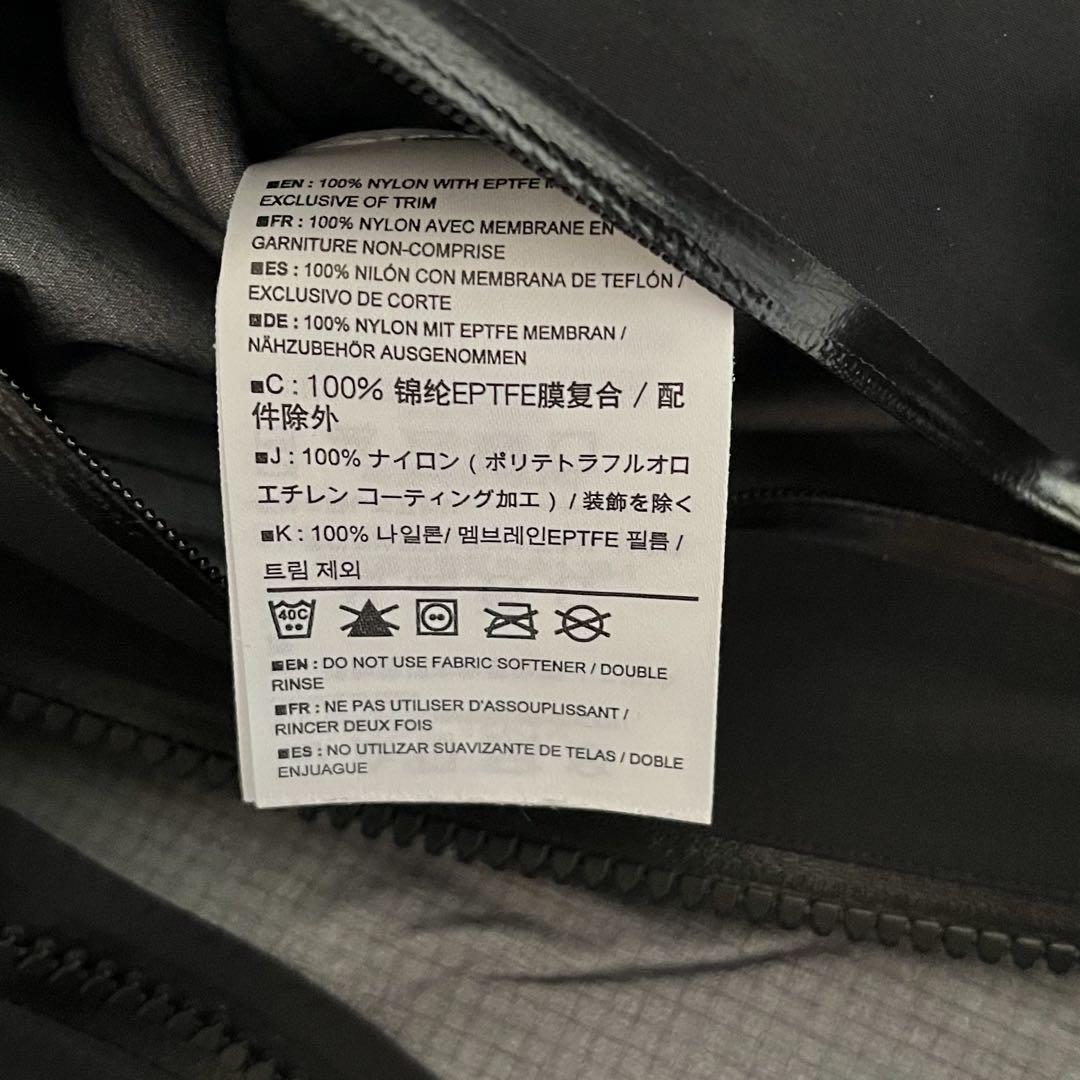 EN : 100% NYLON WITH EPTFE
EXCLUSIVE OF TRIM
FR : 100% NYLON AVEC MEMBRANE EN
GARNITURE NON-COMPRISE
ES : 100% NILÓN CON MEMBRANA DE TEFLÓN /
EXCLUSIVO DE CORTE
DE : 100% NYLON MIT EPTFE MEMBRAN /
NÄHZUBEHÖR AUSGENOMMEN
C : 100% 锦纶EPTFE膜复合 / 配
件除外
J : 100% ナイロン ( ポリテトラフルオロ
エチレン コーティング加工 ) / 装飾を除く
K : 100% 나일론/ 멤브레인EPTFE 필름 /
트림 제외
40C
EN : DO NOT USE FABRIC SOFTENER / DOUBLE
RINSE
FR : NE PAS UTILISER D'ASSOUPLISSANT /
RINCER DEUX FOIS
ES : NO UTILIZAR SUAVIZANTE DE TELAS / DOBLE
ENJUAGUE